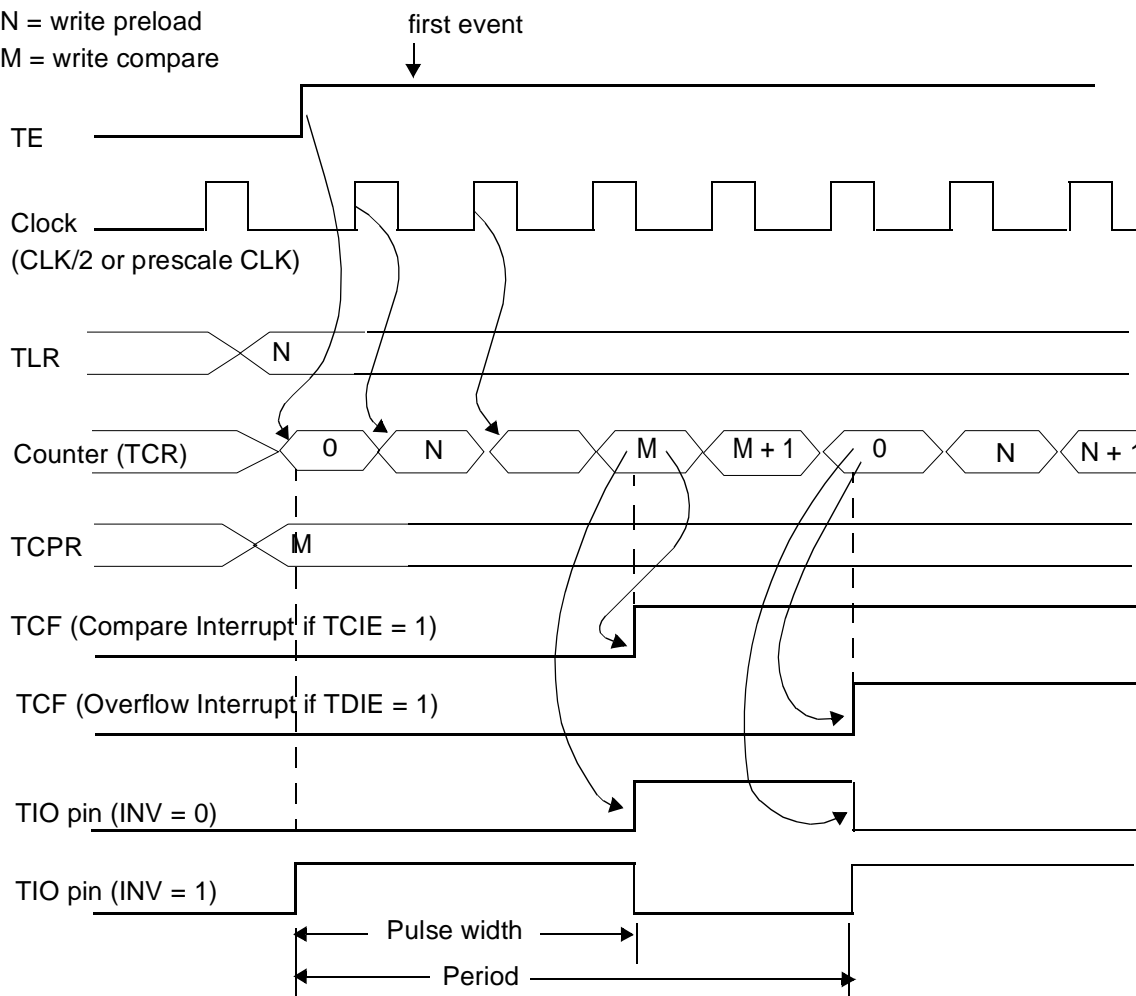 N = write preload
M = write compare
first event
TE
Clock
(CLK/2 or prescale CLK)
TLR
N
Counter (TCR)
0
N
M
M + 1
0
N
N + 1
TCPR
M
TCF (Compare Interrupt if TCIE = 1)
TCF (Overflow Interrupt if TDIE = 1)
TIO pin (INV = 0)
TIO pin (INV = 1)
Pulse width
Period